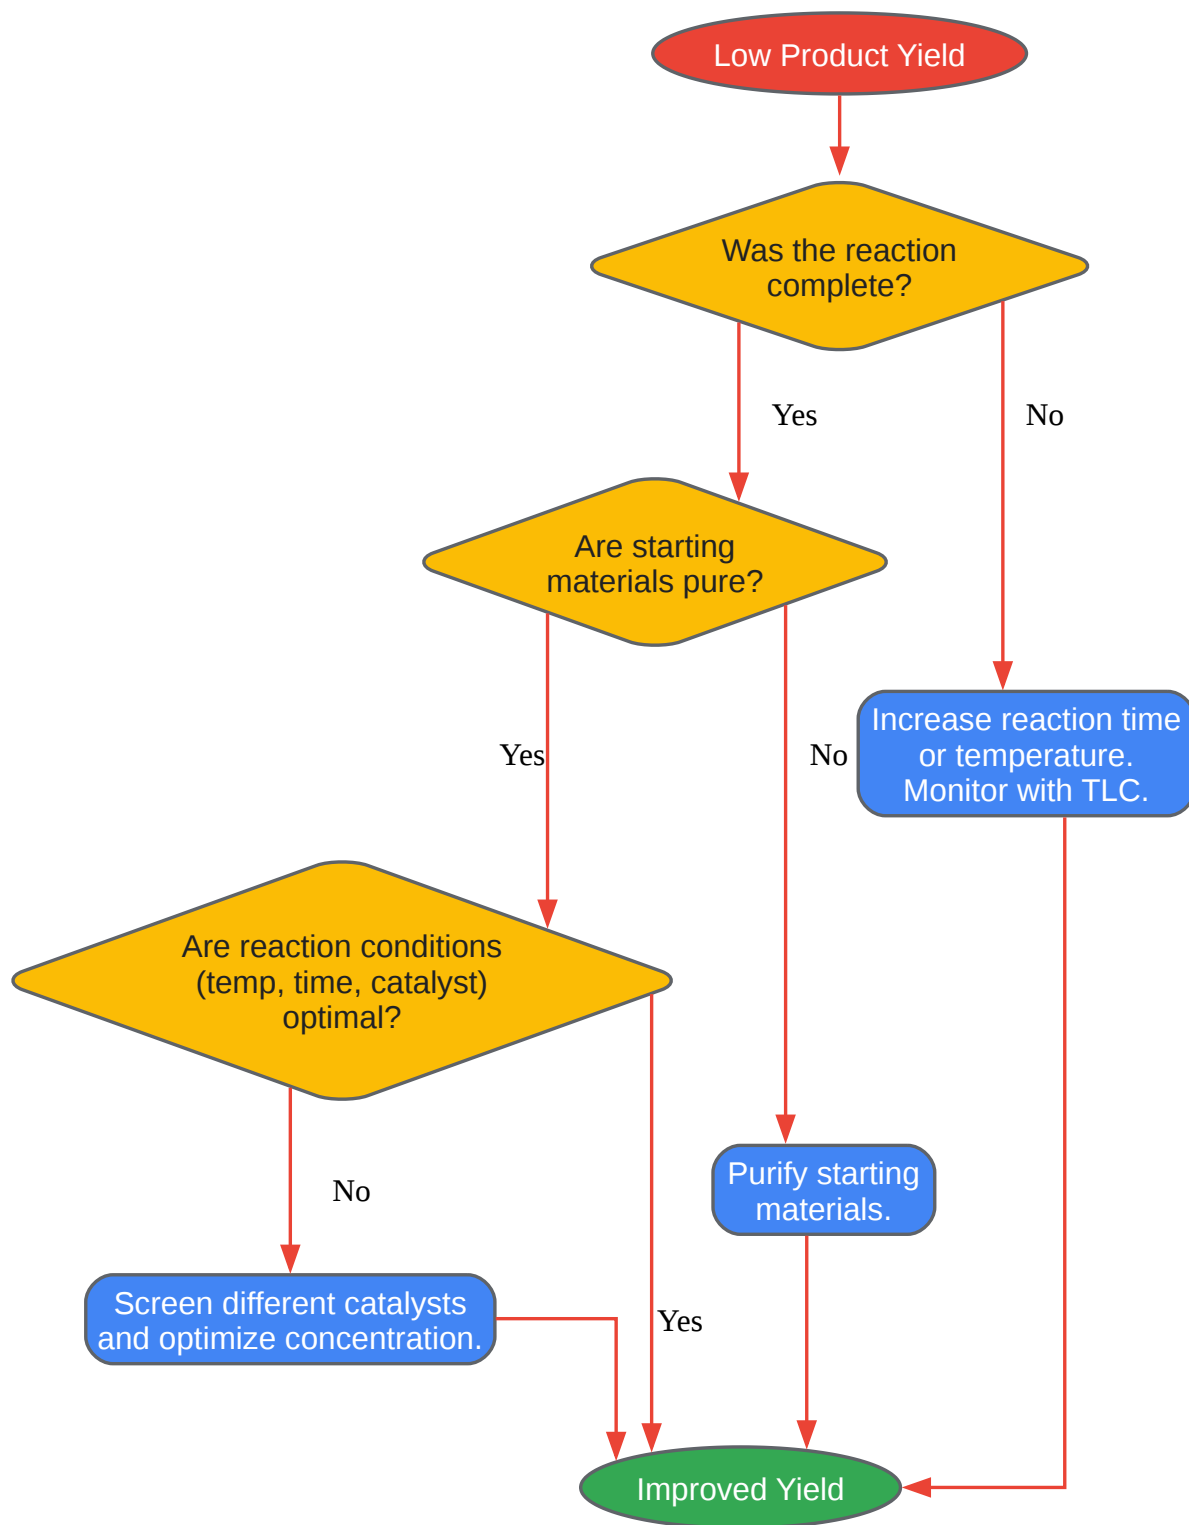 Low Product Yield
Was the reaction
complete?
Yes
No
Are starting
materials pure?
Yes
No
Increase reaction time
or temperature.
Monitor with TLC.
Are reaction conditions
(temp, time, catalyst)
optimal?
No
Purify starting
materials.
Screen different catalysts
and optimize concentration.
Yes
Improved Yield